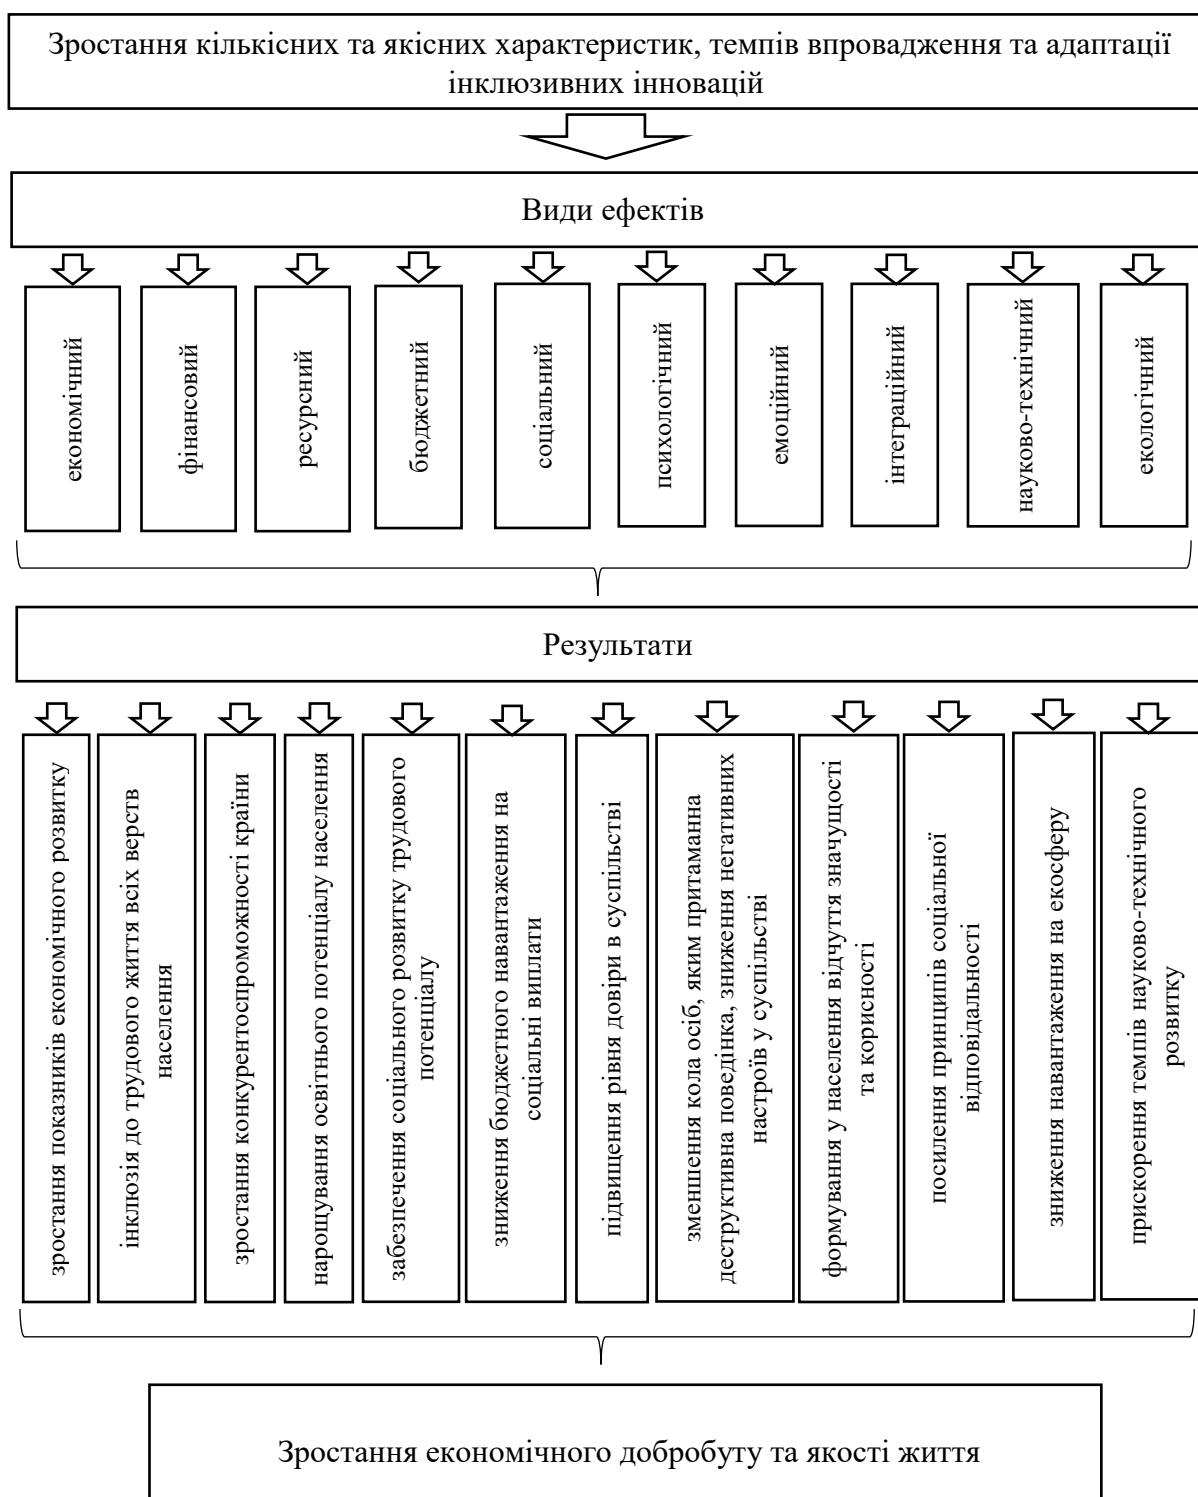 Зростання кількісних та якісних характеристик, темпів впровадження та адаптації
інклюзивних інновацій
Види ефектів
економічний
фінансовий
ресурсний
бюджетний
соціальний
психологічний
емоційний
інтеграційний
науково-технічний
екологічний
Результати
зростання показників економічного розвитку
інклюзія до трудового життя всіх верств
населення
зростання конкурентоспроможності країни
нарощування освітнього потенціалу населення
забезпечення соціального розвитку трудового
потенціалу
зниження бюджетного навантаження на
соціальні виплати
підвищення рівня довіри в суспільстві
зменшення кола осіб, яким притаманна
деструктивна поведінка, зниження негативних
настроїв у суспільстві
формування у населення відчуття значущості
та корисності
посилення принципів соціальної
відповідальності
зниження навантаження на екосферу
прискорення темпів науково-технічного
розвитку
Зростання економічного добробуту та якості життя